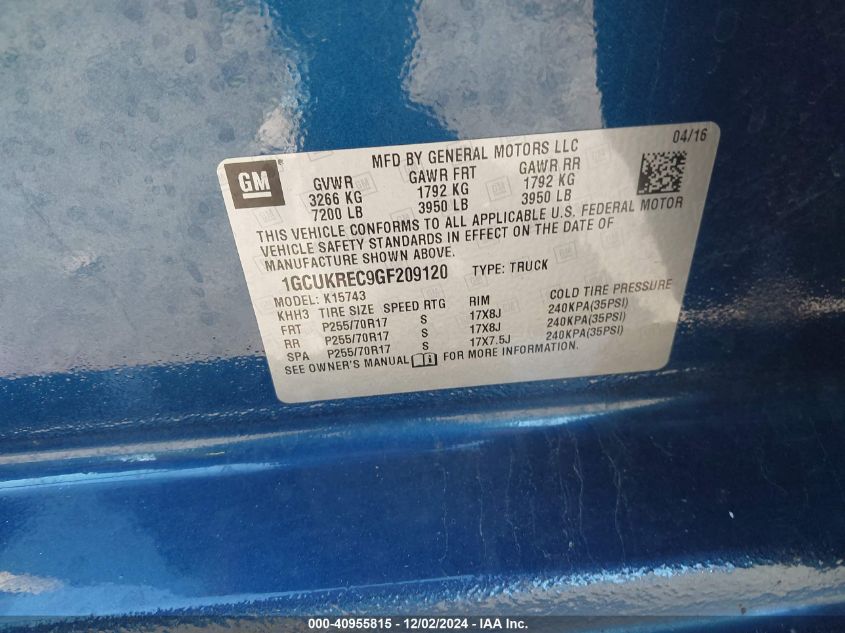 04/16
MFD BY GENERAL MOTORS LLC
GM
GVWR GAWR FRT GAWR RR
3266 KG 1792 KG 1792 KG
7200 LB 3950 LB 3950 LB
THIS VEHICLE CONFORMS TO ALL APPLICABLE U.S. FEDERAL MOTOR
VEHICLE SAFETY STANDARDS IN EFFECT ON THE DATE OF
MANUFACTURE SHOWN ABOVE.
1GCUKREC9GF209120 TYPE: TRUCK
MODEL: K15743
KHH3 TIRE SIZE SPEED RTG RIM COLD TIRE PRESSURE
FRT P255/70R17 S 17X8J 240KPA(35PSI)
RR P255/70R17 S 17X8J 240KPA(35PSI)
SPA P255/70R17 S 17X7.5J 240KPA(35PSI)
SEE OWNER'S MANUAL FOR MORE INFORMATION.
000-40955815 - 12/02/2024 - IAA Inc.